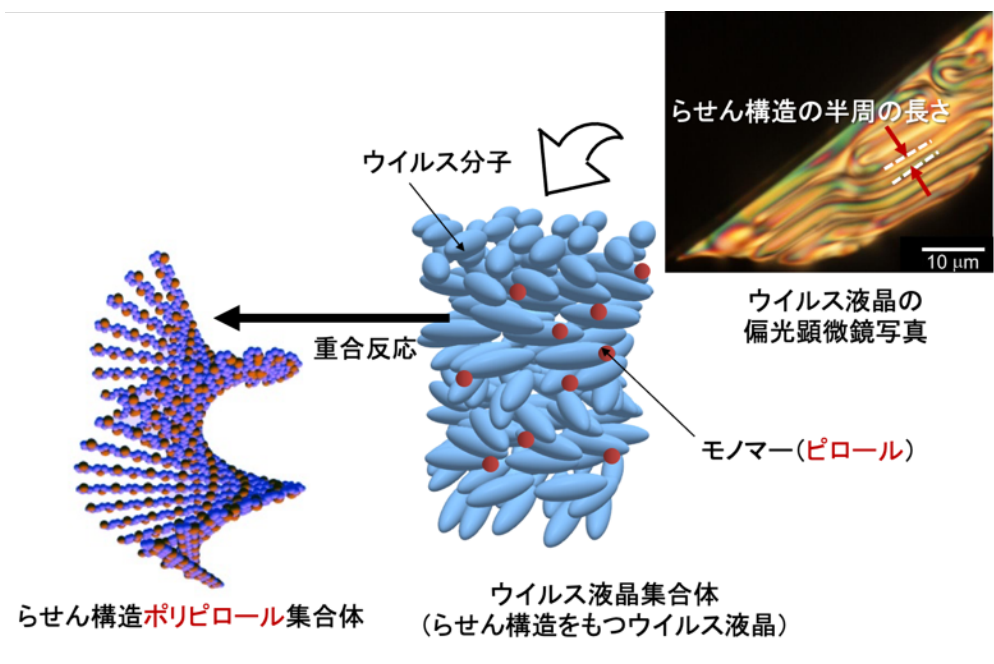 らせん構造の半周の長さ
10 μm
ウイルス液晶の
偏光顕微鏡写真
ウイルス分子
重合反応
モノマー(ピロール)
らせん構造ポリピロール集合体
ウイルス液晶集合体
(らせん構造をもつウイルス液晶)